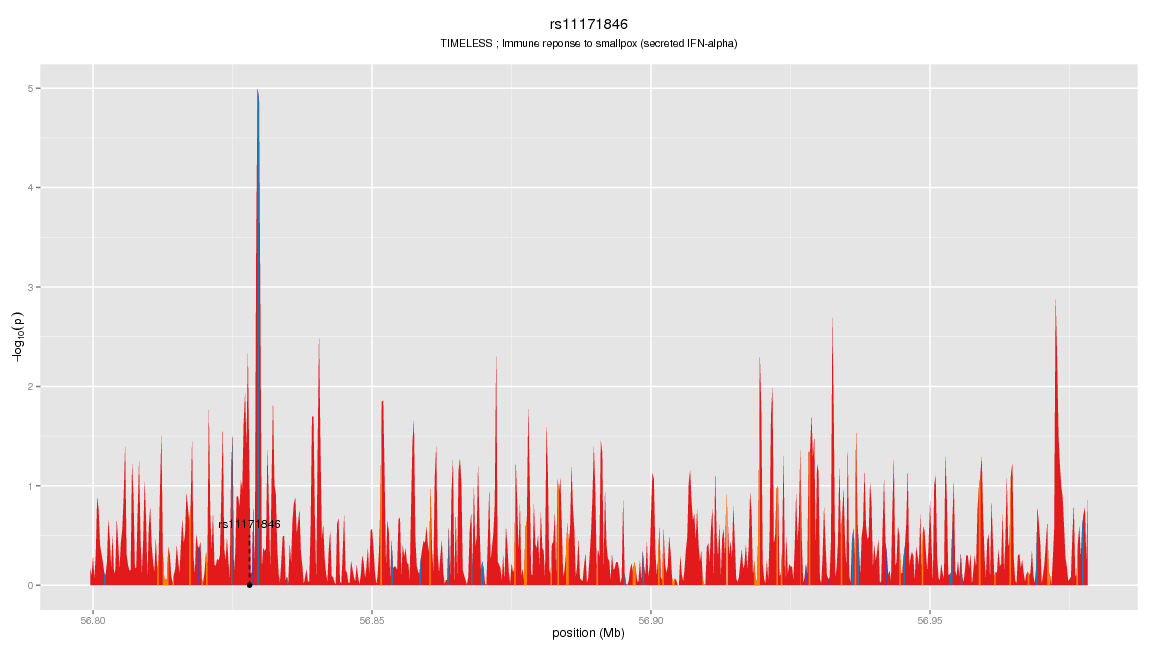 rs11171846
TIMELESS ; Immune reponse to smallpox (secreted IFN-alpha)
5
4
3
2
1
0
-log10(p)
rs11171846
56.80
56.85
56.90
56.95
position (Mb)